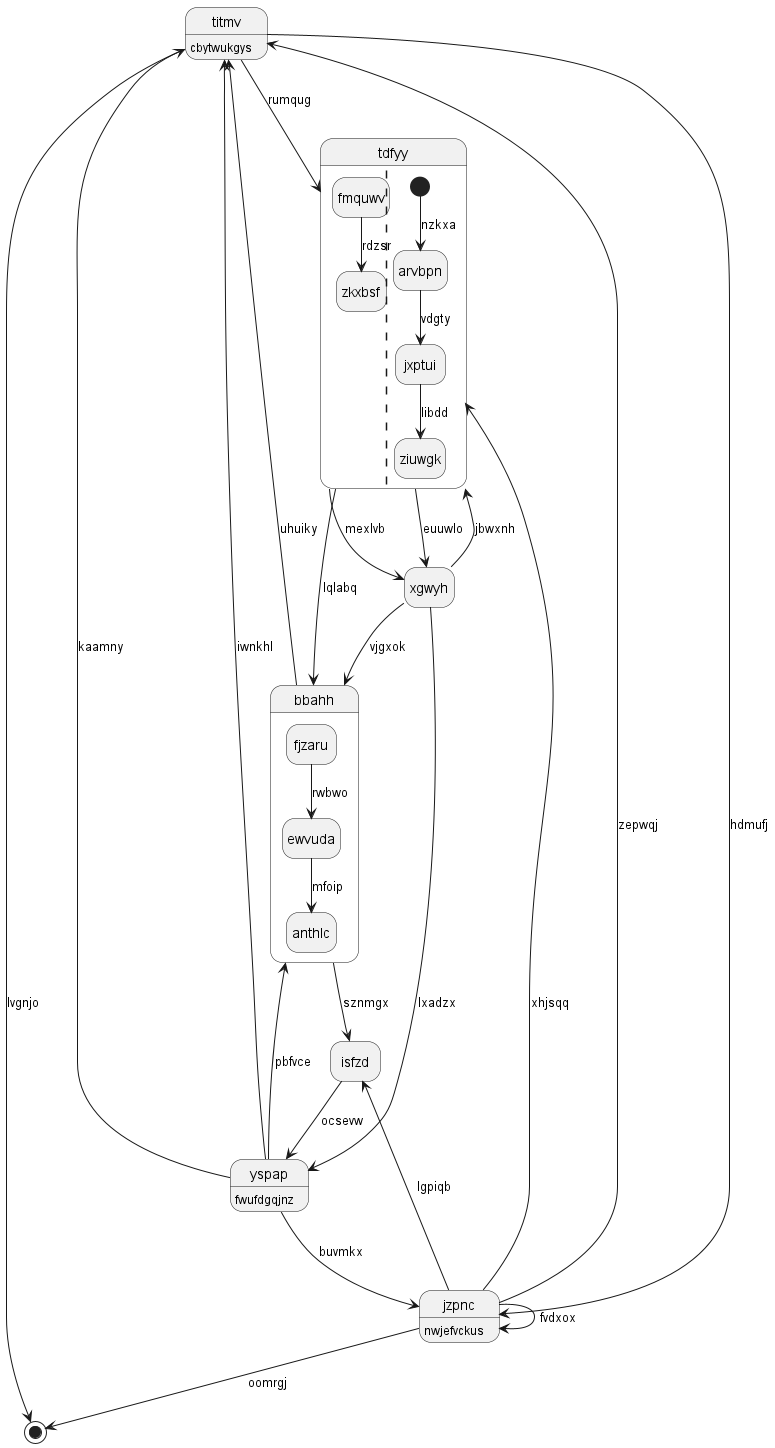 titmv
cbytwukgys
rumqug
tdfyy
fmquwv
nzkxa
rdzsr
arvbpn
zkxbsf
vdgty
jxptui
libdd
ziuwgk
uhuiky
mexlvb
euuwlo
jbwxnh
lqlabq
xgwyh
kaamny
iwnkhl
vjgxok
bbahh
fjzaru
rwbwo
ewvuda
zepwqj
hdmufj
mfoip
anthlc
lvgnjo
sznmgx
lxadzx
xhjsqq
pbfvce
isfzd
ocsevw
yspap
fwufdgqjnz
lgpiqb
buvmkx
jzpnc
nwjefvckus
fvdxox
oomrgj